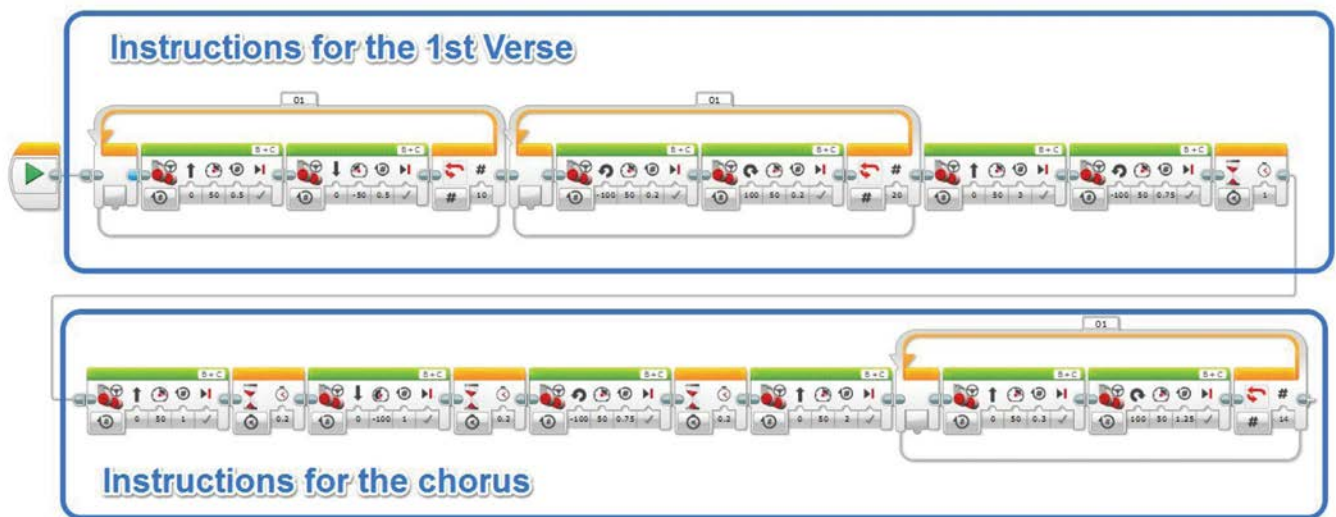 Instructions for the 1st Verse
01 01
B + C B + C B + C B + C B + C B + C
# #
0 50 0.5 0 -50 0.5 # 10 -100 50 0.2 100 50 0.2 # 20 0 50 3 -100 50 0.75 1
01
B + C B + C B + C B + C B + C B + C
#
0 50 1 0.2 0 -100 1 0.2 -100 50 0.75 0.2 0 50 2 0 50 0.3 100 50 1.25 # 14
Instructions for the chorus